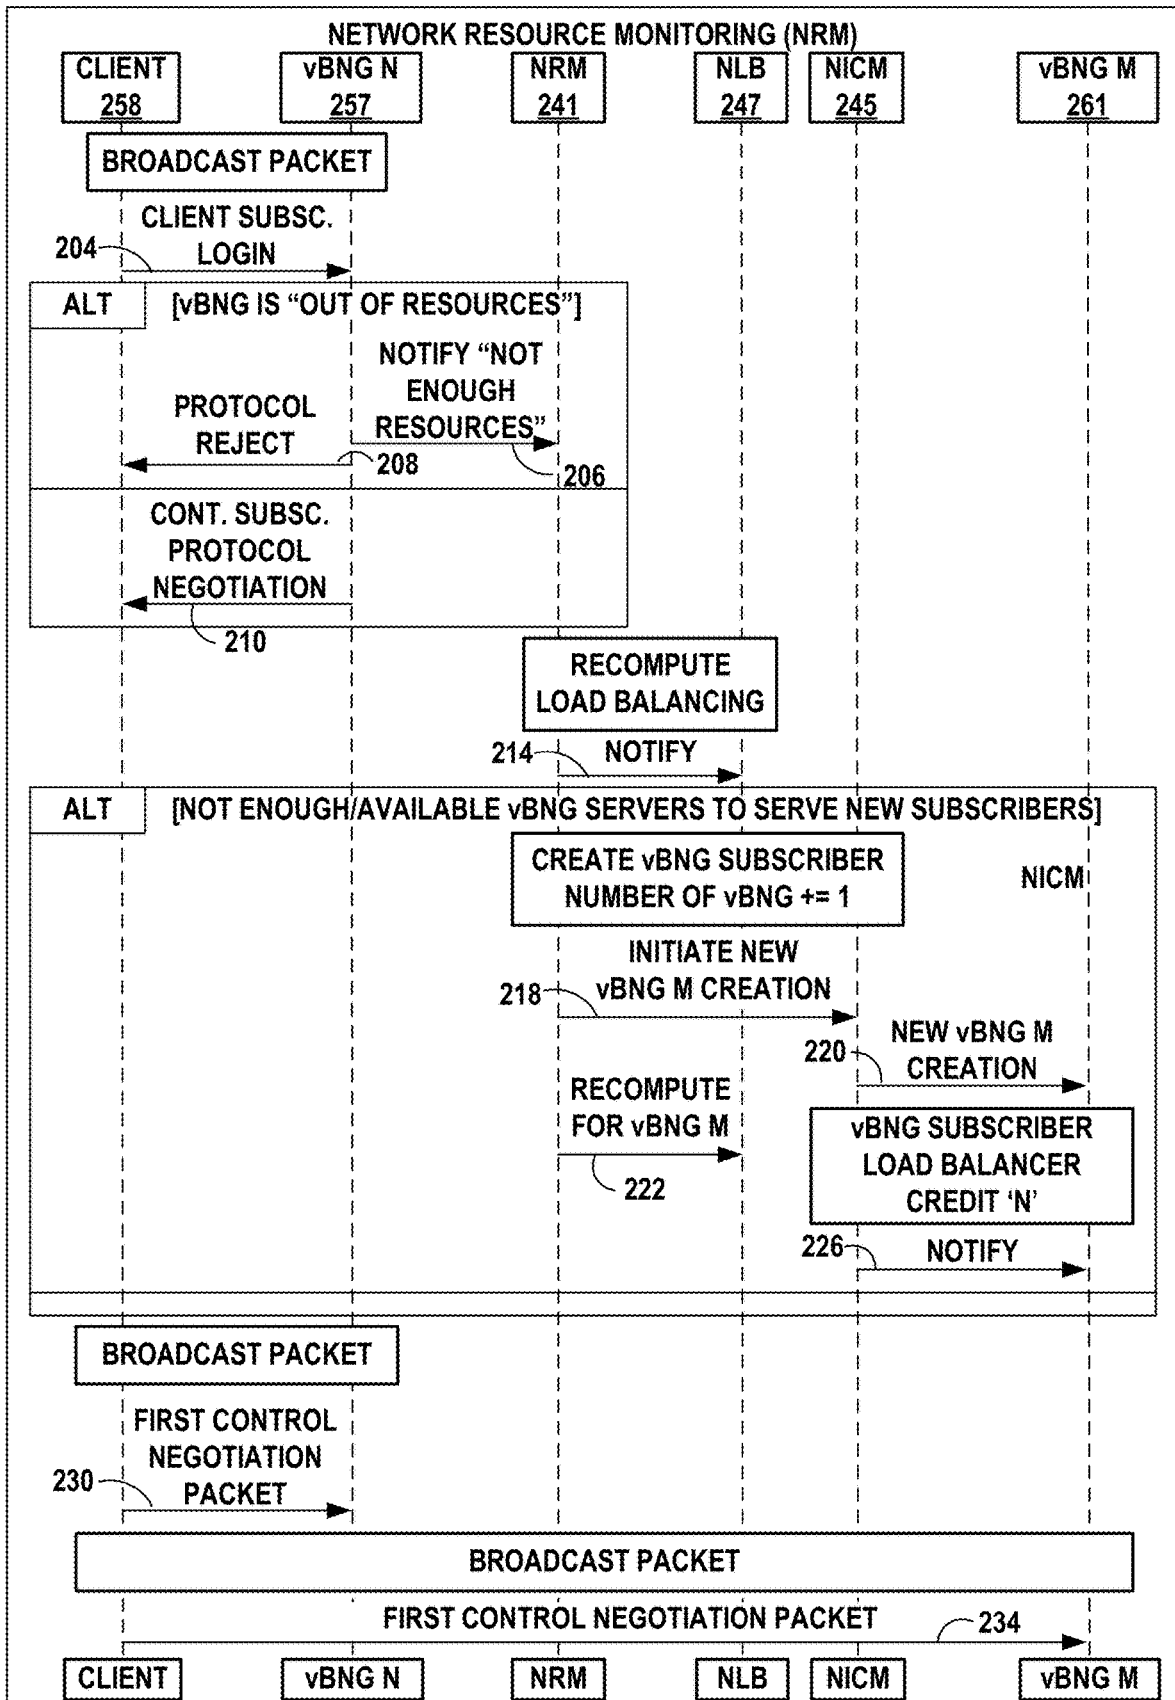 NETWORK RESOURCE MONITORING (NRM)
CLIENT
258
vBNG N
257
NRM
241
NLB
247
NICM
245
vBNG M
261
BROADCAST PACKET
CLIENT SUBSC.
LOGIN
204
ALT
[vBNG IS “OUT OF RESOURCES”]
NOTIFY “NOT
ENOUGH
RESOURCES”
206
PROTOCOL
REJECT
208
CONT. SUBSC.
PROTOCOL
NEGOTIATION
210
RECOMPUTE
LOAD BALANCING
214
NOTIFY
ALT
[NOT ENOUGH/AVAILABLE vBNG SERVERS TO SERVE NEW SUBSCRIBERS]
CREATE vBNG SUBSCRIBER
NUMBER OF vBNG += 1
NICM
INITIATE NEW
vBNG M CREATION
218
NEW vBNG M
CREATION
220
RECOMPUTE
FOR vBNG M
222
vBNG SUBSCRIBER
LOAD BALANCER
CREDIT ‘N’
226
NOTIFY
BROADCAST PACKET
FIRST CONTROL
NEGOTIATION
PACKET
230
BROADCAST PACKET
FIRST CONTROL NEGOTIATION PACKET
234
CLIENT
vBNG N
NRM
NLB
NICM
vBNG M